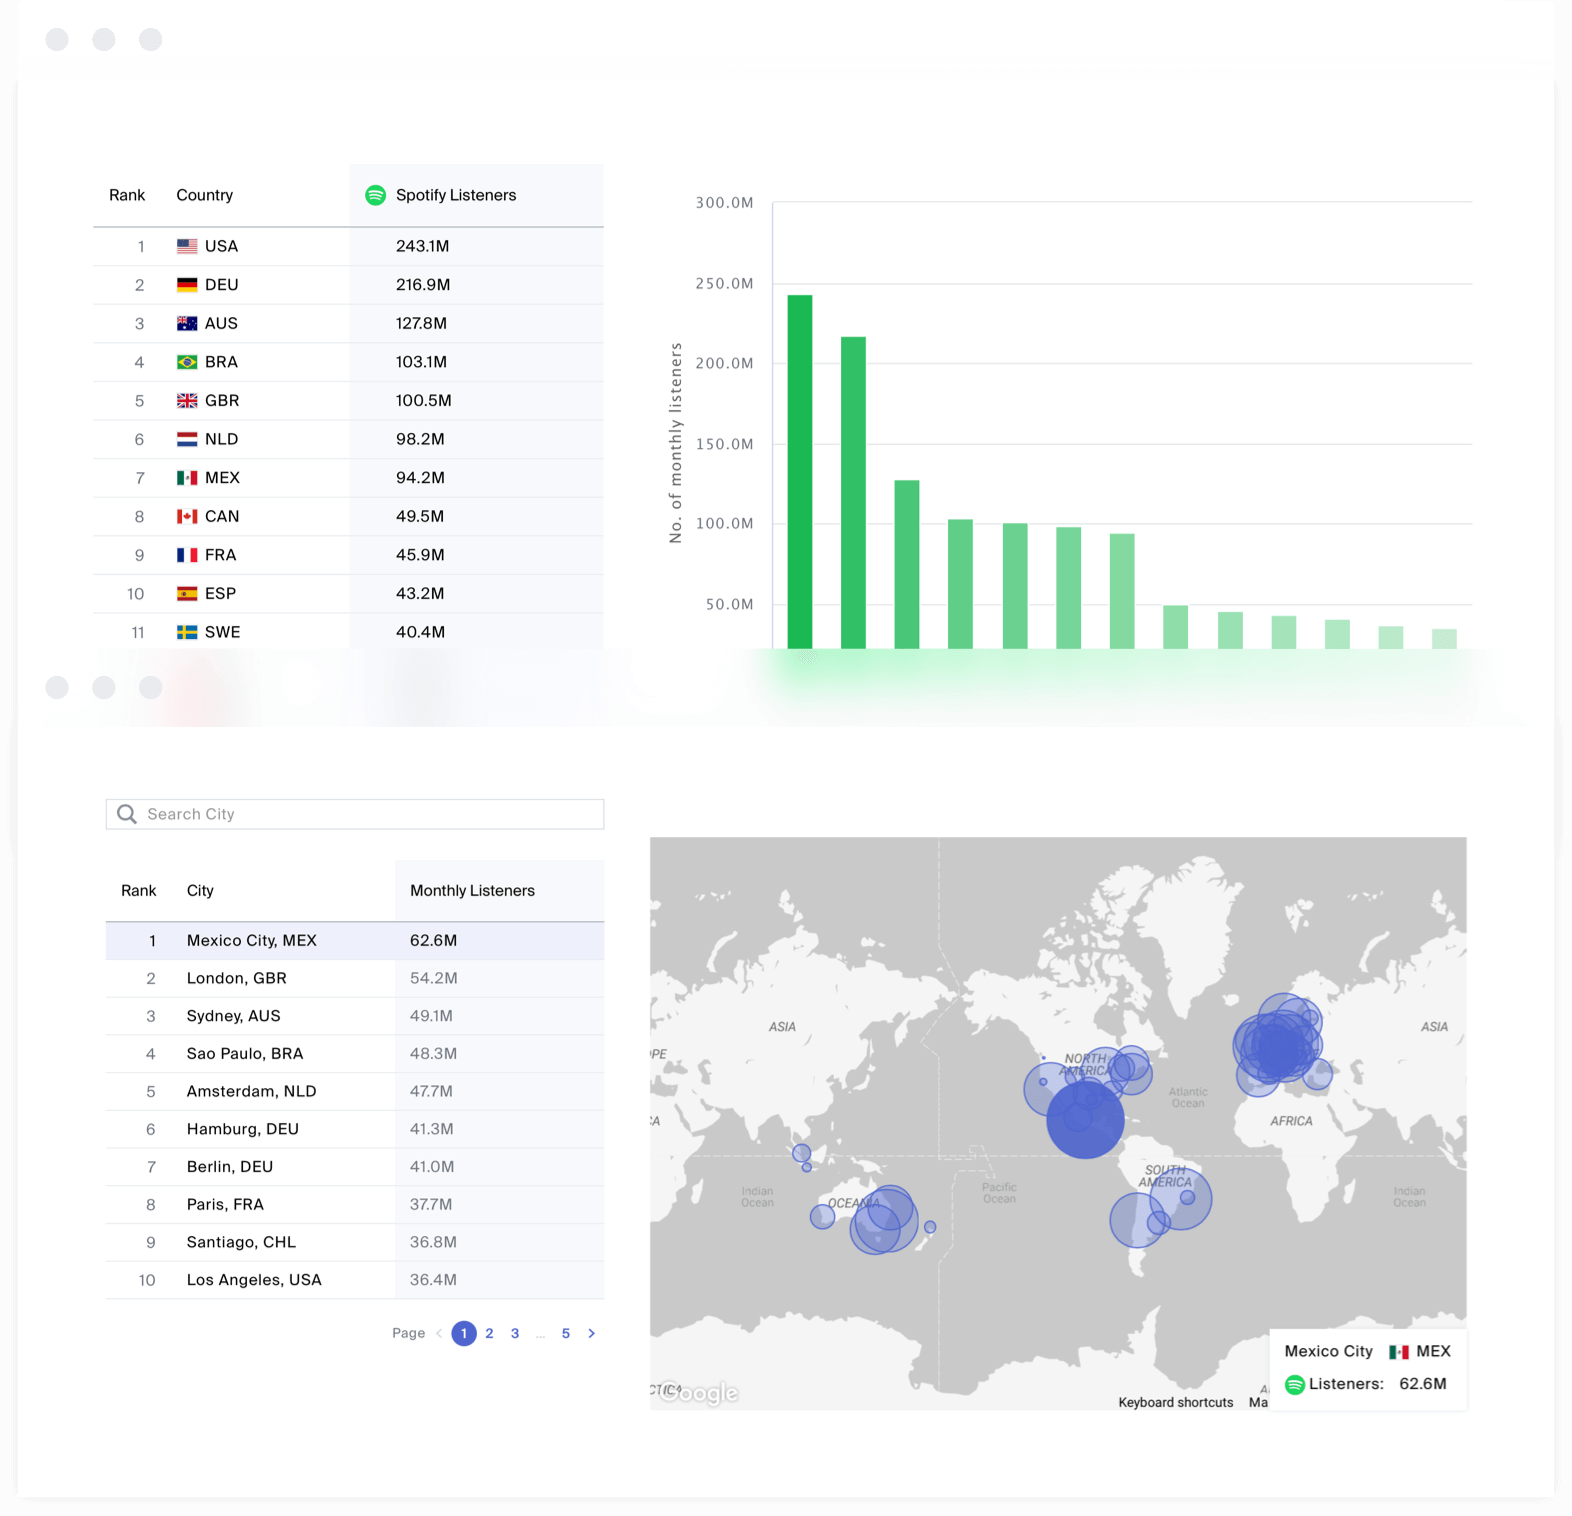 Rank Country Spotify Listeners
1 USA 243.1M
2 DEU 216.9M
3 AUS 127.8M
4 BRA 103.1M
5 GBR 100.5M
6 NLD 98.2M
7 MEX 94.2M
8 CAN 49.5M
9 FRA 45.9M
10 ESP 43.2M
11 SWE 40.4M
No. of monthly listeners
300.0M
250.0M
200.0M
150.0M
100.0M
50.0M
Search City
Rank City Monthly Listeners
1 Mexico City, MEX 62.6M
2 London, GBR 54.2M
3 Sydney, AUS 49.1M
4 Sao Paulo, BRA 48.3M
5 Amsterdam, NLD 47.7M
6 Hamburg, DEU 41.3M
7 Berlin, DEU 41.0M
8 Paris, FRA 37.7M
9 Santiago, CHL 36.8M
10 Los Angeles, USA 36.4M
Page < 1 2 3 ... 5 >
ASIA
ASIA
OPE
NORTH
AMERICA
Atlantic
Ocean
CA
AFRICA
SOUTH
AMERICA
Indian
Ocean
OCEANIA
Pacific
Ocean
Indian
Ocean
CTICA
Google
Keyboard shortcuts Ma
A
Mexico City MEX
Listeners: 62.6M